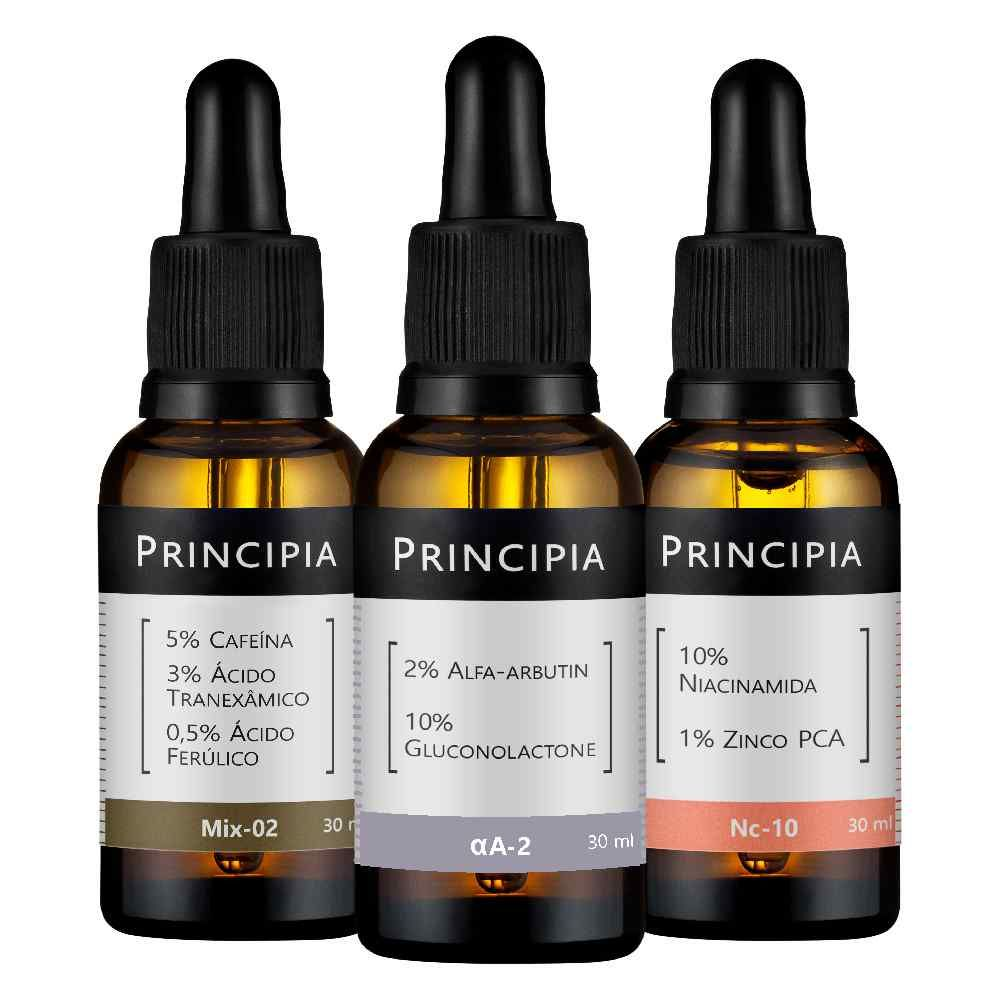 PRINCIPIA
5% CAFEÍNA
3% ÁCIDO
TRANEXÂMICO
0,5% ÁCIDO
FERÚLICO
Mix-02
30 m
PRINCIPIA
2% ALFA-ARBUTIN
10%
GLUCONOLACTONE
αA-2 30 ml
PRINCIPIA
10%
NIACINAMIDA
1% ZINCO PCA
Nc-10 30 ml